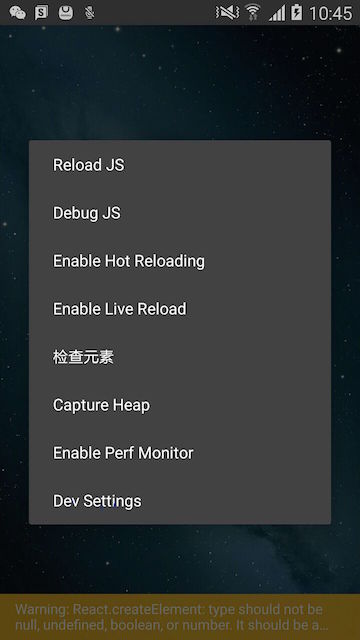 10:45
Reload JS
Debug JS
Enable Hot Reloading
Enable Live Reload
检查元素
Capture Heap
Enable Perf Monitor
Dev Settings
Warning: React.createElement: type should not be
null, undefined, boolean, or number. It should be a...